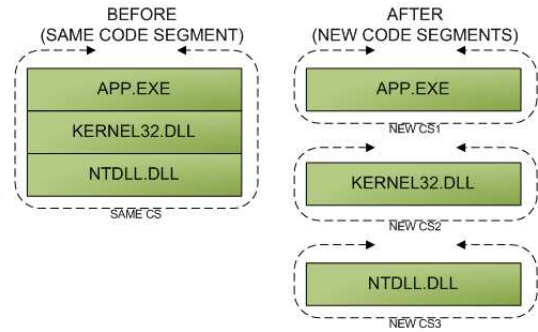 BEFORE
(SAME CODE SEGMENT)
APP.EXE
KERNEL32.DLL
NTDLL.DLL
SAME CS
AFTER
(NEW CODE SEGMENTS)
APP.EXE
NEW CS1
KERNEL32.DLL
NEW CS2
NTDLL.DLL
NEW CS3